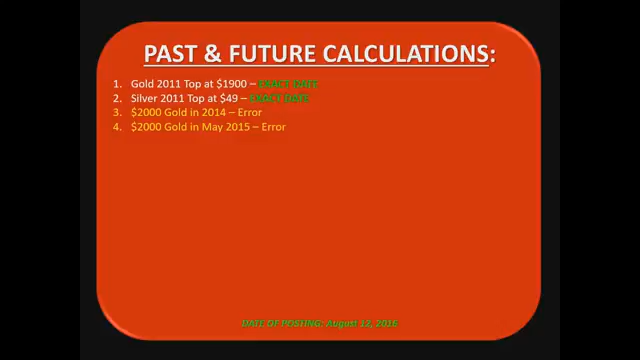 PAST & FUTURE CALCULATIONS:
1. Gold 2011 Top at $1900 – EXACT DATE
2. Silver 2011 Top at $49 – EXACT DATE
3. $2000 Gold in 2014 – Error
4. $2000 Gold in May 2015 – Error
DATE OF POSTING: August 12, 2016